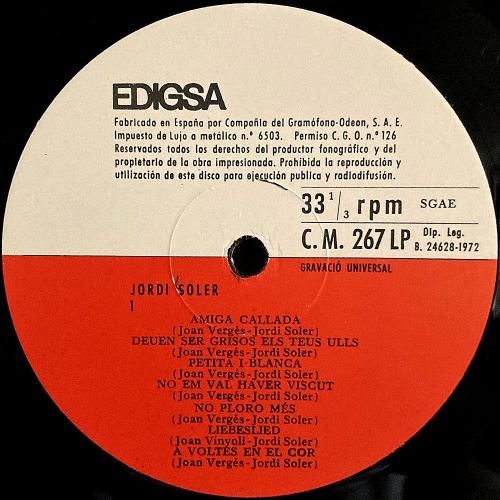 EDIGSA
Fabricado en España por Compañía del Gramófono-Odeon, S. A. E.
Impuesto de Lujo a metálico n.º 6503. Permiso C. G. O. n.º 126
Reservados todos los derechos del productor fonográfico y del
propietario de la obra impresionada. Prohibida la reproducción y
utilización de este disco para ejecución publica y radiodifusión.
33 1/3 rpm SGAE
C. M. 267 LP Dip. Leg. B. 24628-1972
GRAVACIÓ UNIVERSAL
JORDI SOLER
1
AMIGA CALLADA
(Joan Vergés-Jordi Soler)
DEUEN SER GRISOS ELS TEUS ULLS
(Joan Vergés-Jordi Soler)
PETITA I BLANCA
(Joan Vergés-Jordi Soler)
NO EM VAL HAVER VISCUT
(Joan Vergés-Jordi Soler)
NO PLORO MÉS
(Joan Vergés-Jordi Soler)
LIEBESLIED
(Joan Vinyoli-Jordi Soler)
A VOLTES EN EL COR
(Joan Vergés-Jordi Soler)